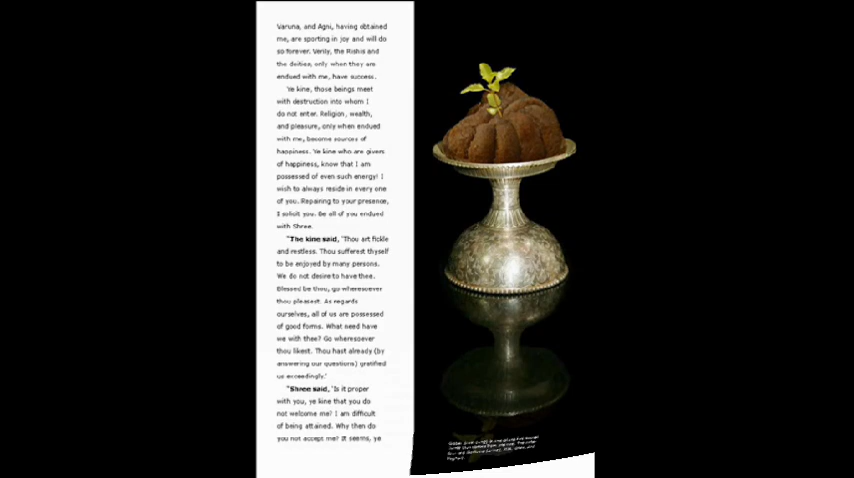 Varuna, and Agni, having obtained
me, are sporting in joy and will do
so forever. Verily, the Rishis and
the deities, only when they are
endued with me, have success.
Ye kine, those beings meet
with destruction into whom I
do not enter. Religion, wealth,
and pleasure, only when endued
with me, become sources of
happiness. Ye kine who are givers
of happiness, know that I am
possessed of even such energy! I
wish to always reside in every one
of you. Repairing to your presence,
I solicit you. Be all of you endued
with Shree.
"The kine said, 'Thou art fickle
and restless. Thou sufferest thyself
to be enjoyed by many persons.
We do not desire to have thee.
Blessed be thou, go wheresoever
thou pleasest. As regards
ourselves, all of us are possessed
of good forms. What need have
we with thee? Go wheresoever
thou likest. Thou hast already (by
answering our questions) gratified
us exceedingly.'
"Shree said, 'Is it proper
with you, ye kine that you do
not welcome me? I am difficult
of being attained. Why then do
you not accept me? It seems, ye